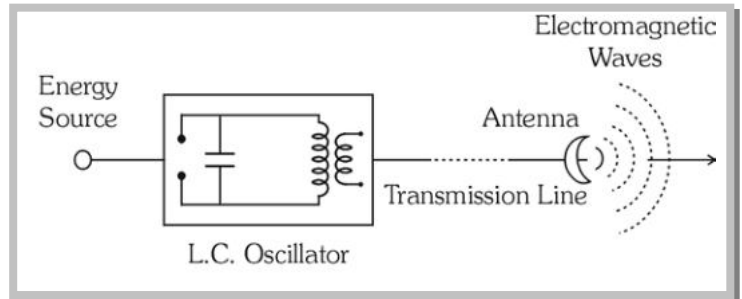 Electromagnetic
Waves
Energy
Source
Antenna
Transmission Line
L.C. Oscillator